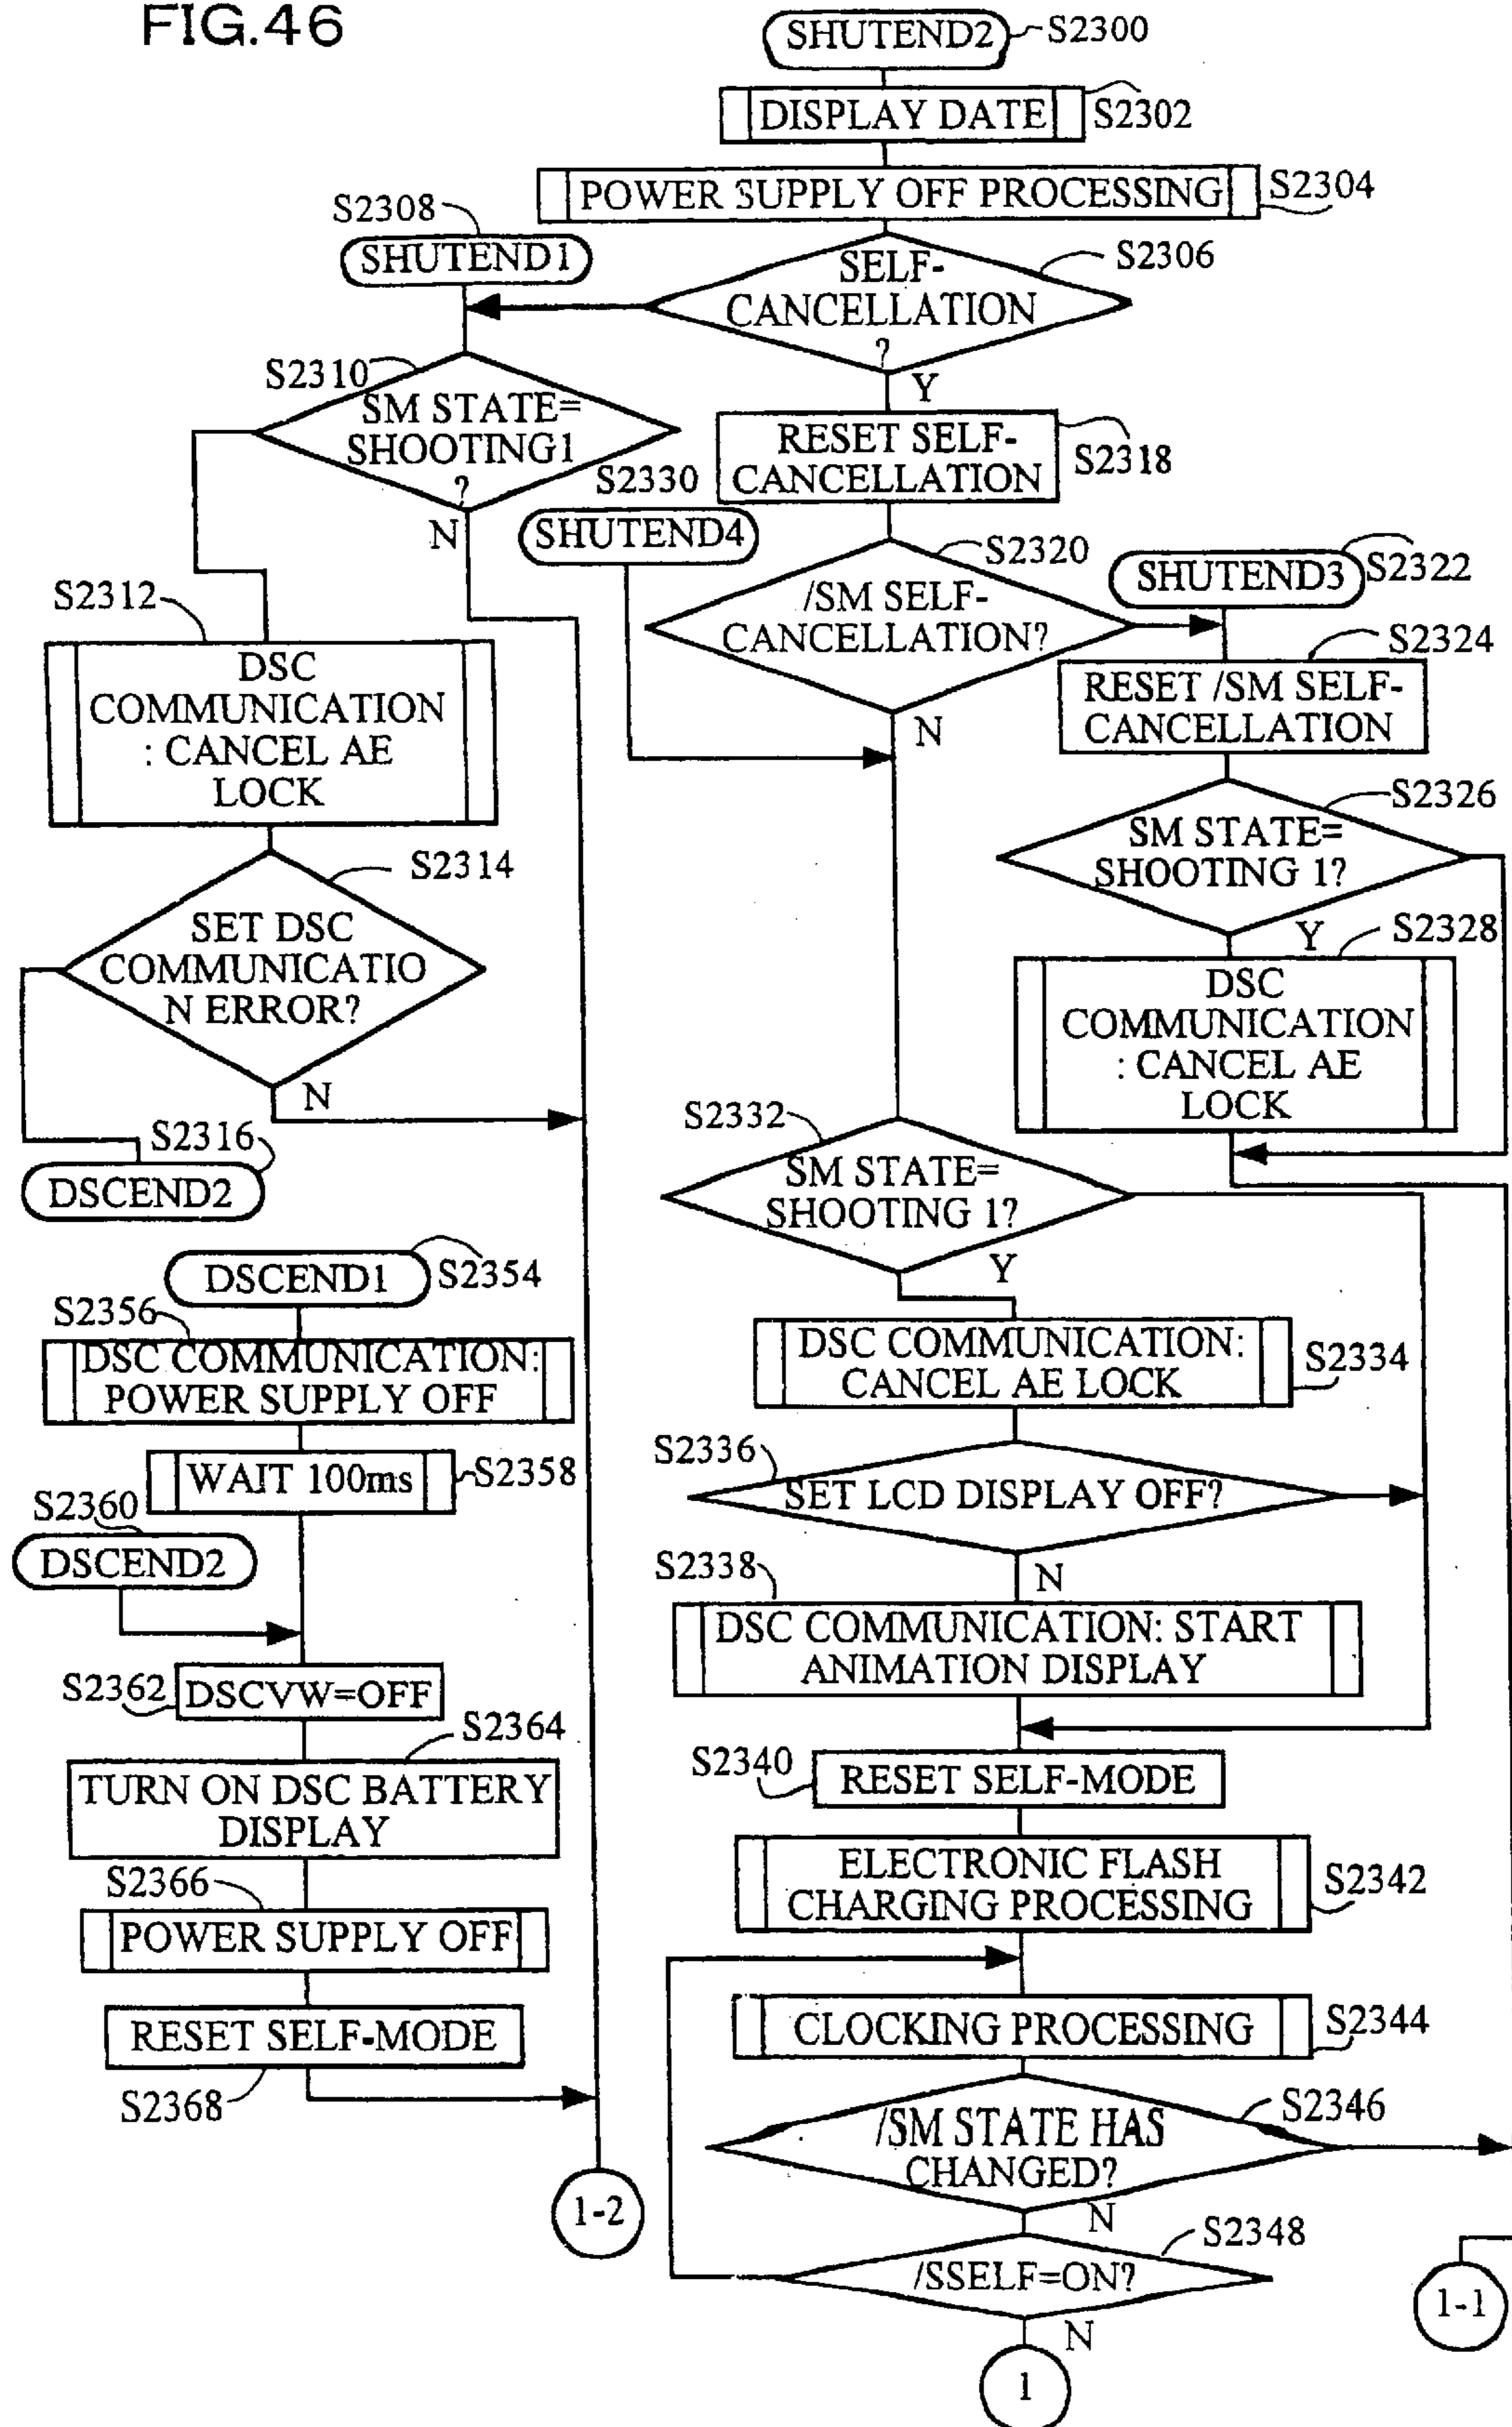 FIG.46
SHUTEND2
S2300
DISPLAY DATE
S2302
POWER SUPPLY OFF PROCESSING
S2304
S2308
SHUTEND1
SELF-
CANCELLATION
?
S2306
Y
S2310
SM STATE=
SHOOTING1
?
N
RESET SELF-
CANCELLATION
S2318
S2330
SHUTEND4
/SM SELF-
CANCELLATION?
S2320
N
SHUTEND3
S2322
S2324
RESET /SM SELF-
CANCELLATION
S2312
DSC
COMMUNICATION
: CANCEL AE
LOCK
SM STATE=
SHOOTING 1?
S2326
Y
S2328
DSC
COMMUNICATION
: CANCEL AE
LOCK
S2314
SET DSC
COMMUNICATIO
N ERROR?
N
S2316
DSCEND2
S2332
SM STATE=
SHOOTING 1?
Y
DSCEND1
S2354
S2356
DSC COMMUNICATION:
POWER SUPPLY OFF
DSC COMMUNICATION:
CANCEL AE LOCK
S2334
WAIT 100ms
S2358
S2336
SET LCD DISPLAY OFF?
N
S2360
DSCEND2
S2338
DSC COMMUNICATION: START
ANIMATION DISPLAY
S2362
DSCVW=OFF
S2364
TURN ON DSC BATTERY
DISPLAY
S2340
RESET SELF-MODE
S2366
POWER SUPPLY OFF
ELECTRONIC FLASH
CHARGING PROCESSING
S2342
RESET SELF-MODE
S2368
CLOCKING PROCESSING
S2344
/SM STATE HAS
CHANGED?
S2346
N
1-2
/SSELF=ON?
S2348
N
1-1
1